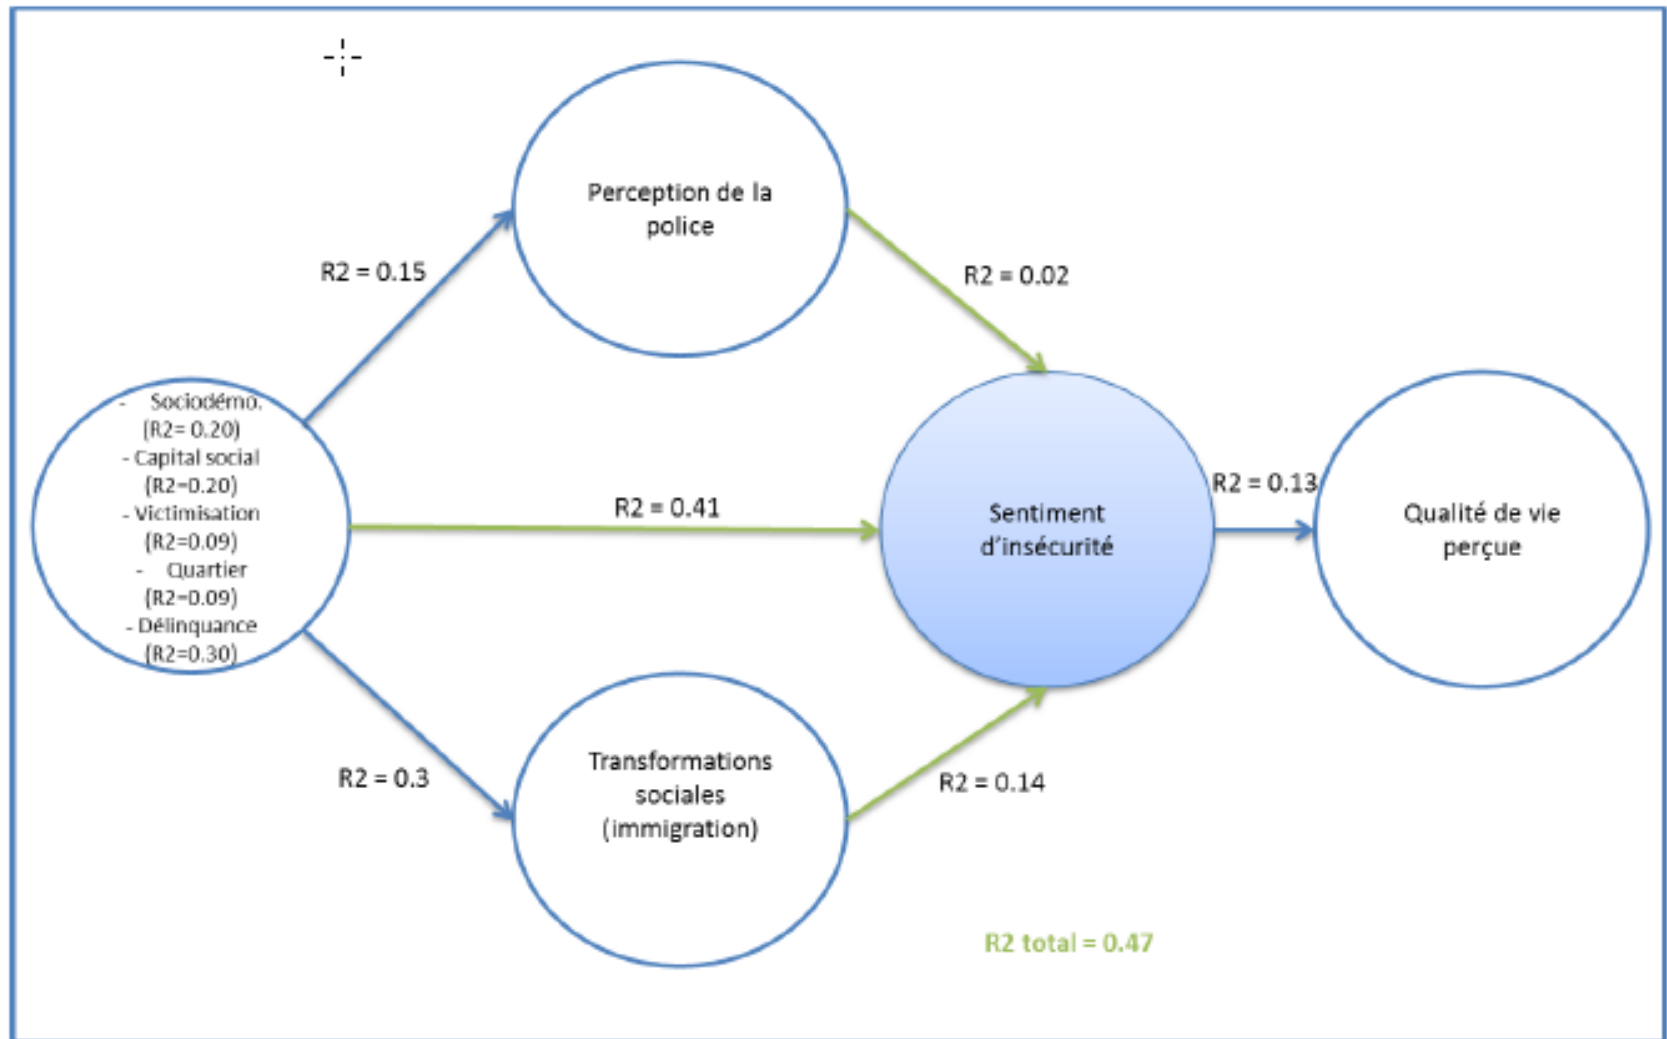 Perception de la
police
R2 = 0.15
R2 = 0.02
- Sociodémo.
(R2= 0.20)
- Capital social
(R2=0.20)
- Victimisation
(R2=0.09)
- Quartier
(R2=0.09)
- Délinquance
(R2=0.30)
R2 = 0.41
Sentiment
d'insécurité
R2 = 0.13
Qualité de vie
perçue
R2 = 0.3
Transformations
sociales
(immigration)
R2 = 0.14
R2 total = 0.47